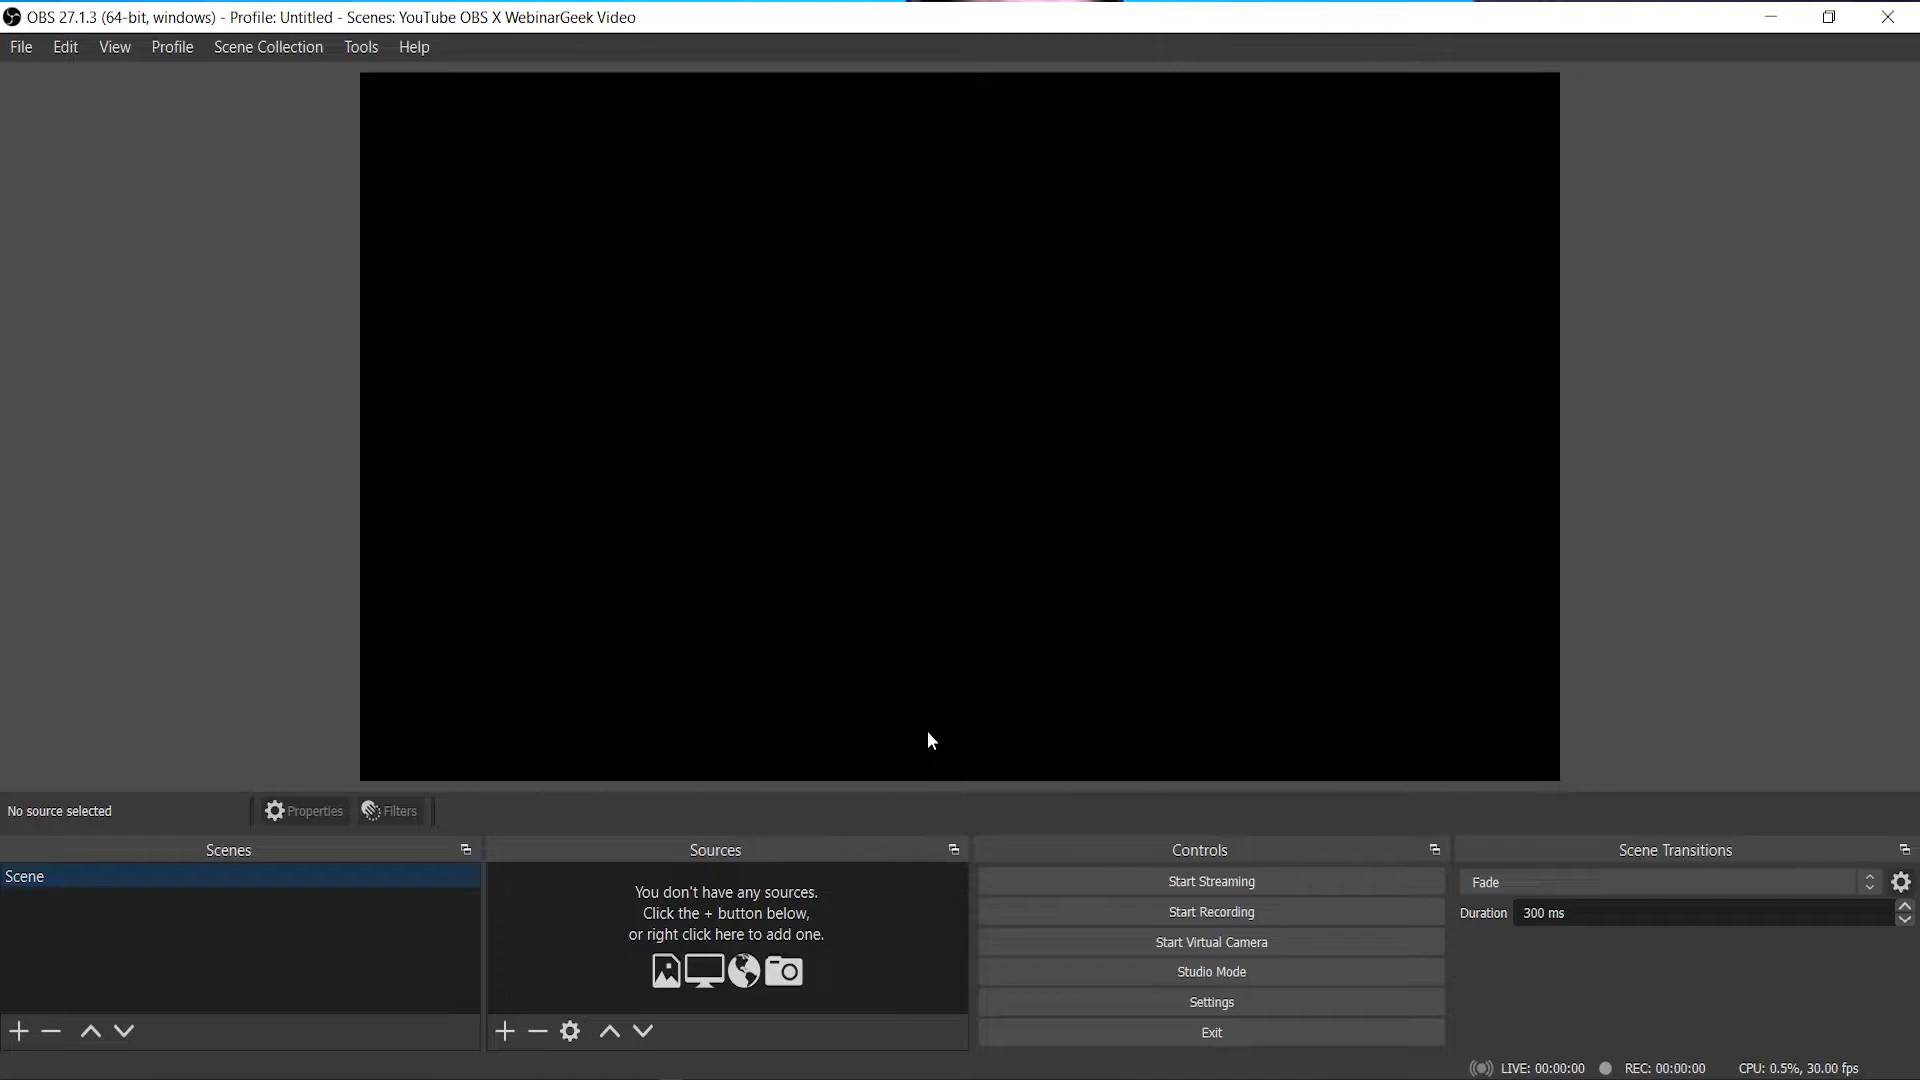 OBS 27.1.3 (64-bit, windows) - Profile: Untitled - Scenes: YouTube OBS X WebinarGeek Video
File Edit View Profile Scene Collection Tools Help
No source selected Properties Filters
Scenes
Scene
Sources
You don't have any sources.
Click the + button below,
or right click here to add one.
Controls
Start Streaming
Start Recording
Start Virtual Camera
Studio Mode
Settings
Exit
Scene Transitions
Fade
Duration 300 ms
LIVE: 00:00:00 REC: 00:00:00 CPU: 0.5%, 30.00 fps